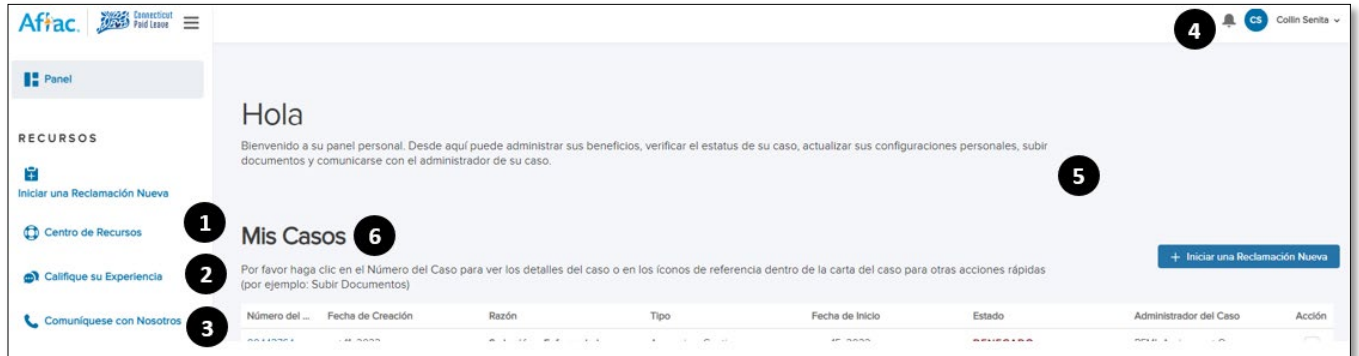 Aflac.
Connecticut
Paid Leave
4
CS
Collin Senita
Panel
Hola
RECURSOS
Bienvenido a su panel personal. Desde aquí puede administrar sus beneficios, verificar el estatus de su caso, actualizar sus configuraciones personales, subir
documentos y comunicarse con el administrador de su caso.
5
Iniciar una Reclamación Nueva
1
Centro de Recursos
Mis Casos 6
+ Iniciar una Reclamación Nueva
Califique su Experiencia
2
Por favor haga clic en el Número del Caso para ver los detalles del caso o en los íconos de referencia dentro de la carta del caso para otras acciones rápidas
(por ejemplo: Subir Documentos)
Comuníquese con Nosotros
3
Número del ... Fecha de Creación Razón Tipo Fecha de Inicio Estado Administrador del Caso Acción